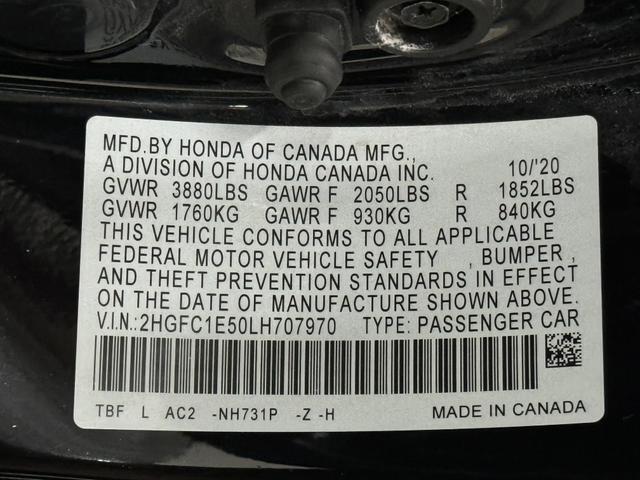 MFD.BY HONDA OF CANADA MFG.,
A DIVISION OF HONDA CANADA INC. 10/'20
GVWR 3880LBS GAWR F 2050LBS R 1852LBS
GVWR 1760KG GAWR F 930KG R 840KG
THIS VEHICLE CONFORMS TO ALL APPLICABLE
FEDERAL MOTOR VEHICLE SAFETY , BUMPER ,
AND THEFT PREVENTION STANDARDS IN EFFECT
ON THE DATE OF MANUFACTURE SHOWN ABOVE.
V.I.N.:2HGFC1E50LH707970 TYPE: PASSENGER CAR
TBF L AC2 -NH731P -Z -H MADE IN CANADA